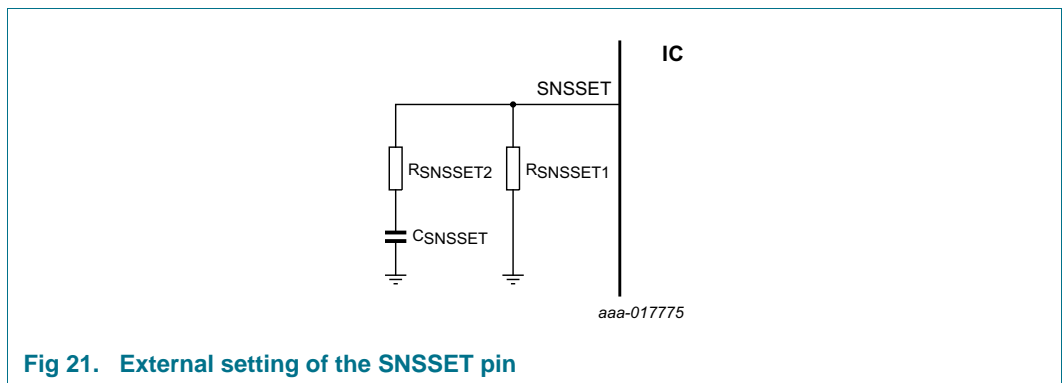 IC
SNSSET
RSNSSET2
RSNSSET1
CSNSSET
aaa-017775
Fig 21. External setting of the SNSSET pin